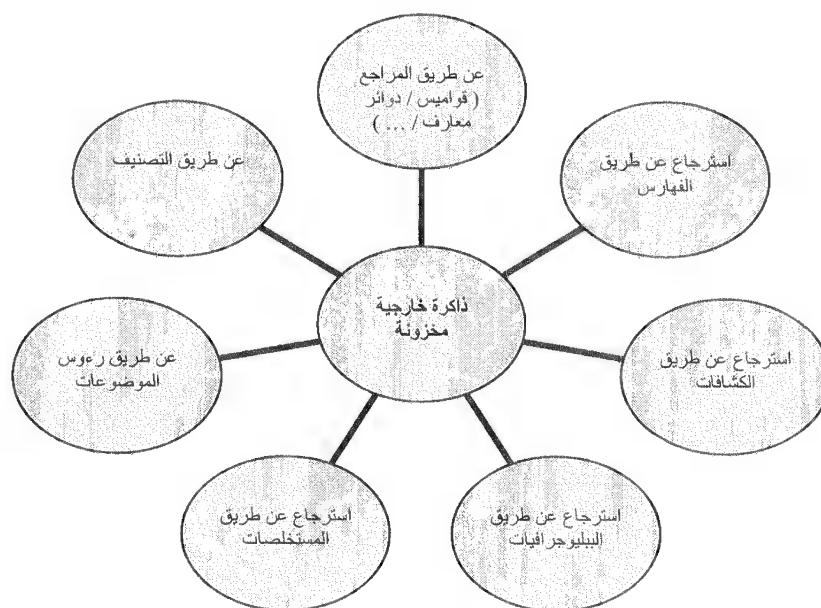 عن طريق المراجع
( قواميس / دوائر
معارف / ... )
استرجاع عن طريق
الفهارس
استرجاع عن طريق
الكشافات
استرجاع عن طريق
الببليوجرافيات
استرجاع عن طريق
المستخلصات
عن طريق رءوس
الموضوعات
عن طريق التصنيف
ذاكرة خارجية
مخزونة